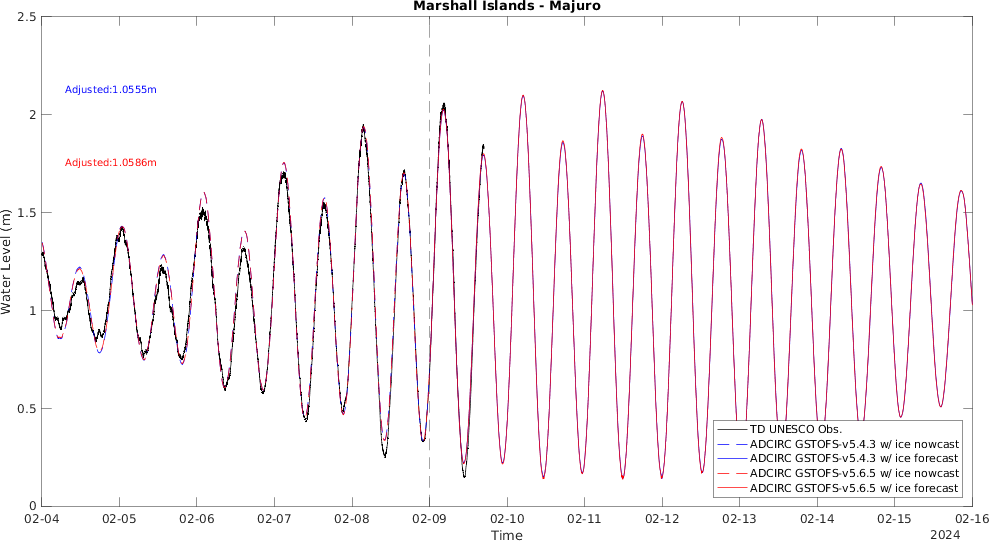 Marshall Islands - Majuro
2.5
2
1.5
1
0.5
0
Water Level (m)
Adjusted:1.0555m
Adjusted:1.0586m
TD UNESCO Obs.
ADCIRC GSTOFS-v5.4.3 w/ ice nowcast
ADCIRC GSTOFS-v5.4.3 w/ ice forecast
ADCIRC GSTOFS-v5.6.5 w/ ice nowcast
ADCIRC GSTOFS-v5.6.5 w/ ice forecast
02-04 02-05 02-06 02-07 02-08 02-09 02-10 02-11 02-12 02-13 02-14 02-15 02-16
Time
2024